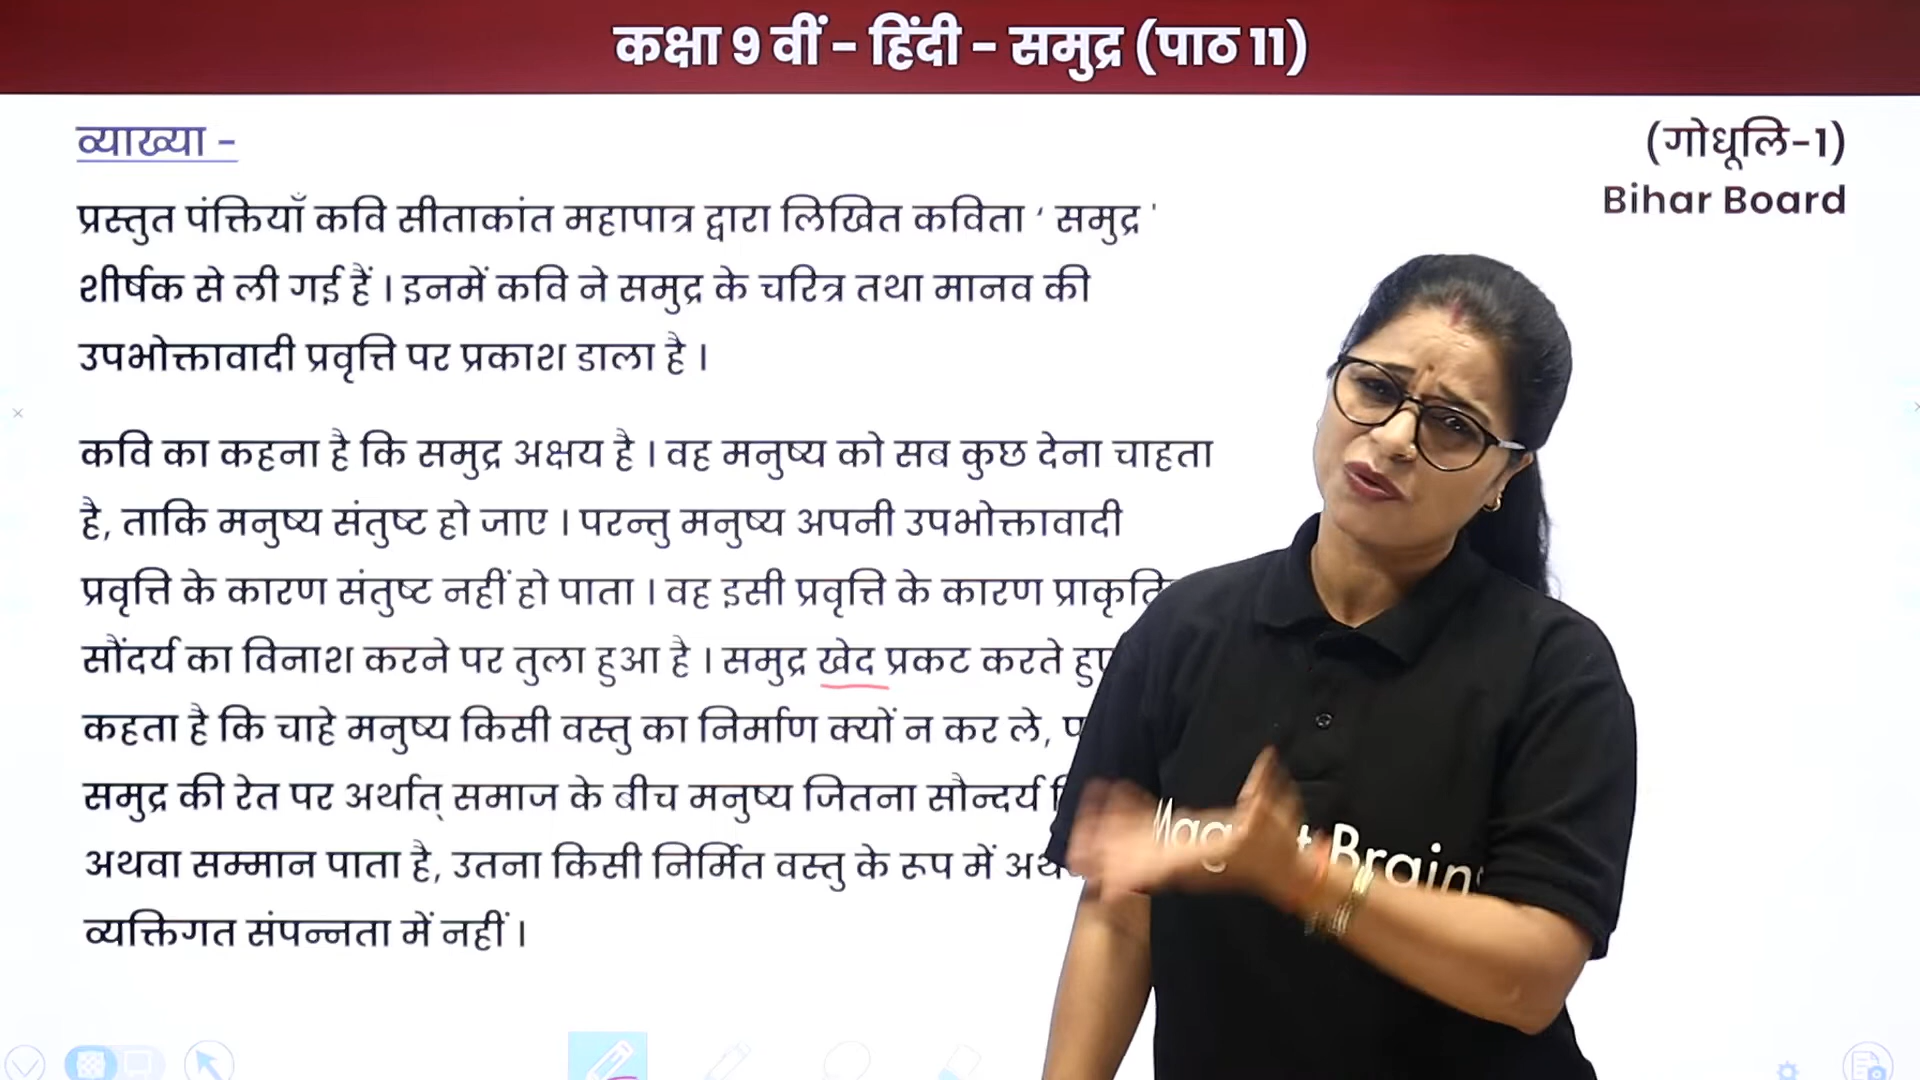 कक्षा 9 वीं - हिंदी - समुद्र (पाठ 11)
व्याख्या -
(गोधूलि-1)
Bihar Board
प्रस्तुत पंक्तियाँ कवि सीताकांत महापात्र द्वारा लिखित कविता ‘ समुद्र '
शीर्षक से ली गई हैं । इनमें कवि ने समुद्र के चरित्र तथा मानव की
उपभोक्तावादी प्रवृत्ति पर प्रकाश डाला है ।
कवि का कहना है कि समुद्र अक्षय है । वह मनुष्य को सब कुछ देना चाहता
है, ताकि मनुष्य संतुष्ट हो जाए । परन्तु मनुष्य अपनी उपभोक्तावादी
प्रवृत्ति के कारण संतुष्ट नहीं हो पाता । वह इसी प्रवृत्ति के कारण
सौंदर्य का विनाश करने पर तुला हुआ है । समुद्र खेद प्रकट करते हुए
कहता है कि चाहे मनुष्य किसी वस्तु का निर्माण क्यों न कर ले,
समुद्र की रेत पर अर्थात् समाज के बीच मनुष्य जितना सौन्दर्य
अथवा सम्मान पाता है, उतना किसी निर्मित वस्तु के रूप में
व्यक्तिगत संपन्नता में नहीं ।
Brains